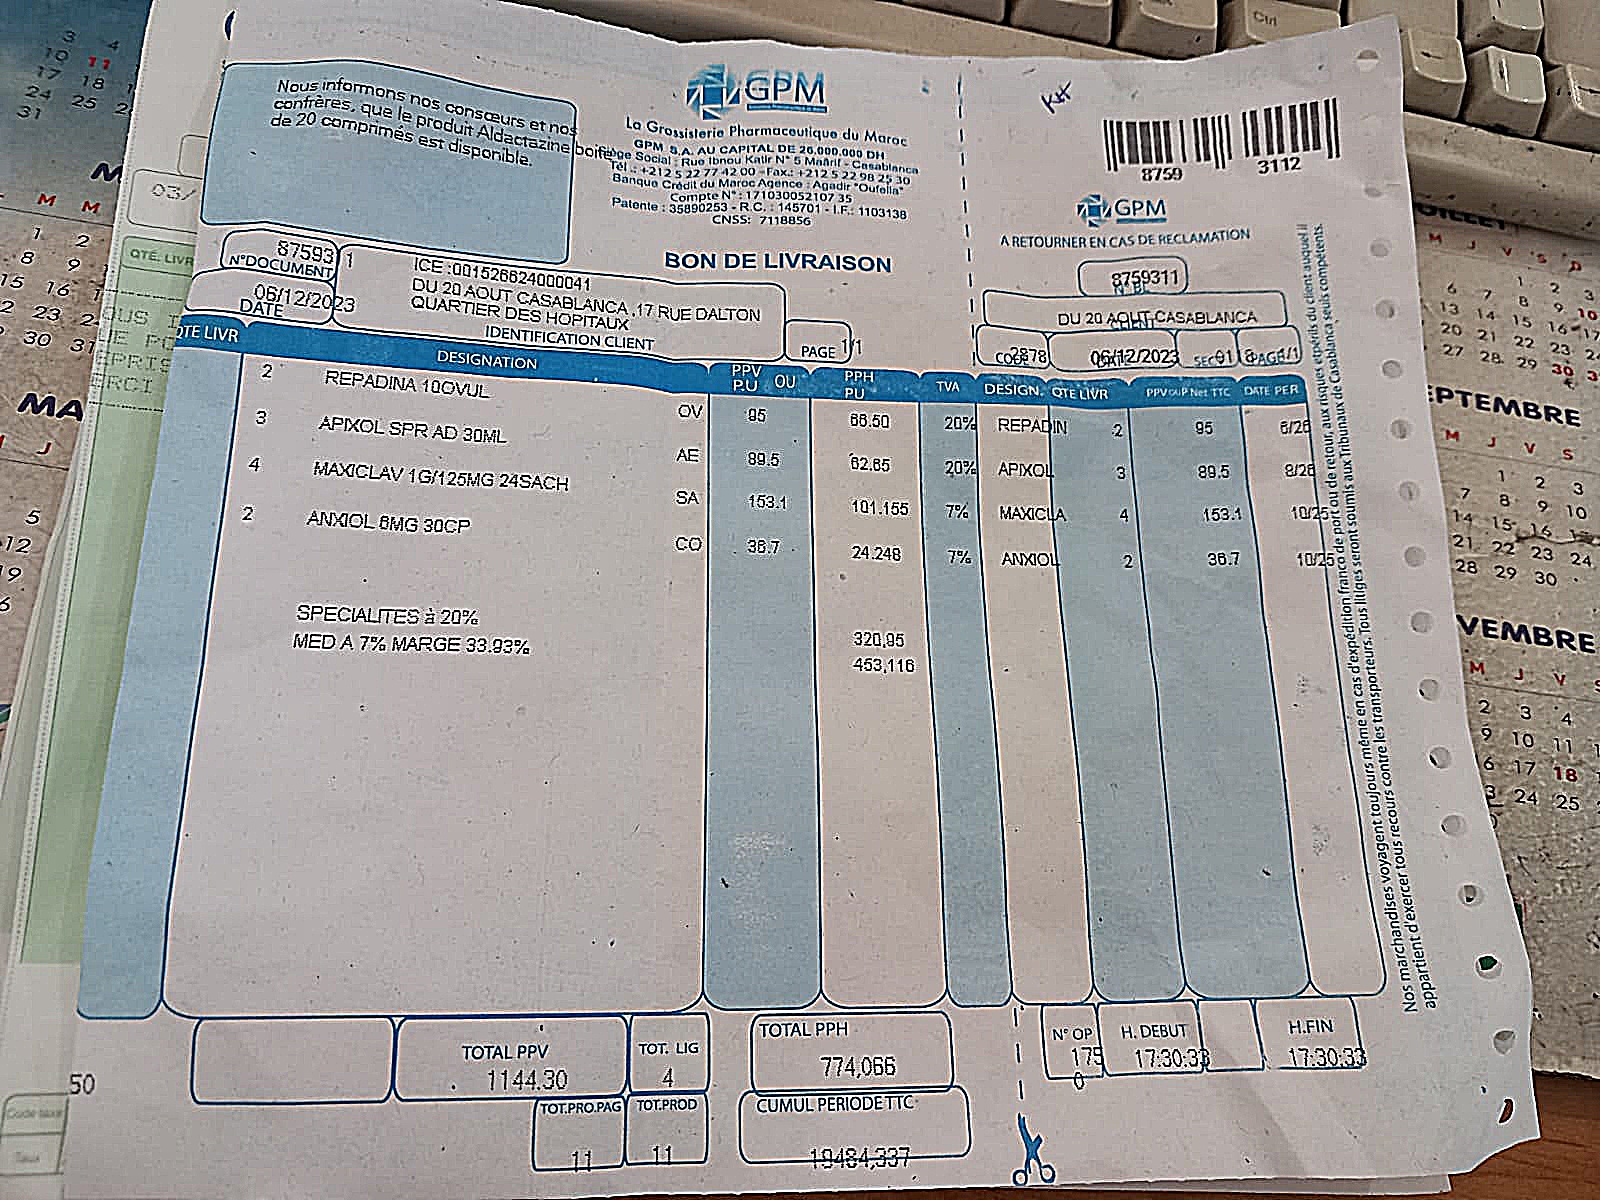 Nous informons nos consœurs et nos
confrères, que le produit Aldactazine boite
de 20 comprimés est disponible.
GPM
La Grossisterie Pharmaceutique du Maroc
GPM S.A. AU CAPITAL DE 26.000.000 DH
Siège Social : Rue Ibnou Katir N° 5 Maârif - Casablanca
Tél .: +212 5 22 77 42 00 - Fax.: +212 5 22 98 25 30
Banque Crédit du Maroc Agence : Agadir "Oufella"
Compte N° : 171030052107 35
Patente : 35890253 - R.C. : 145701 - I.F.: 1103138
CNSS: 7118856
BON DE LIVRAISON
8759 3112
GPM
A RETOURNER EN CAS DE RECLAMATION
8759311
N° BL
DU 20 AOUT CASABLANCA
CLIENT
CODE 2878 06/12/2023 DATE SEC 01 8 PAGE 1/1
8759311
N°DOCUMENT
06/12/2023
DATE
ICE :001526624000041
DU 20 AOUT CASABLANCA ,17 RUE DALTON
QUARTIER DES HOPITAUX
IDENTIFICATION CLIENT
PAGE 1/1
QTE LIVR DESIGNATION PPV OU P.U PPH PU TVA DESIGN. QTE LIVR PPV OU P Net TTC DATE PER
2 REPADINA 10OVUL OV 95 66.50 20% REPADIN 2 95 6/26
3 APIXOL SPR AD 30ML AE 89.5 62.65 20% APIXOL 3 89.5 8/26
4 MAXICLAV 1G/125MG 24SACH SA 153.1 101.155 7% MAXICLA 4 153.1 10/25
2 ANXIOL 6MG 30CP CO 36.7 24.248 7% ANXIOL 2 36.7 10/25
SPECIALITES à 20% 320,95
MED A 7% MARGE 33.93% 453,116
TOTAL PPV
1144.30
TOT. LIG
4
TOTAL PPH
774,066
TOT.PRO.PAG
11
TOT.PROD
11
CUMUL PERIODE TTC
19484,337
N° OP
1750
H. DEBUT
17:30:33
H.FIN
17:30:33
Nos marchandises voyagent toujours même en cas d'expédition franco de port ou de retour, aux risques et périls du client auquel il
appartient d'exercer tous recours contre les transporteurs. Tous litiges seront soumis aux Tribunaux de Casablanca seuls compétents.
QTÉ. LIVR
03/
50
Ctrl
SEPTEMBRE
VEMBRE